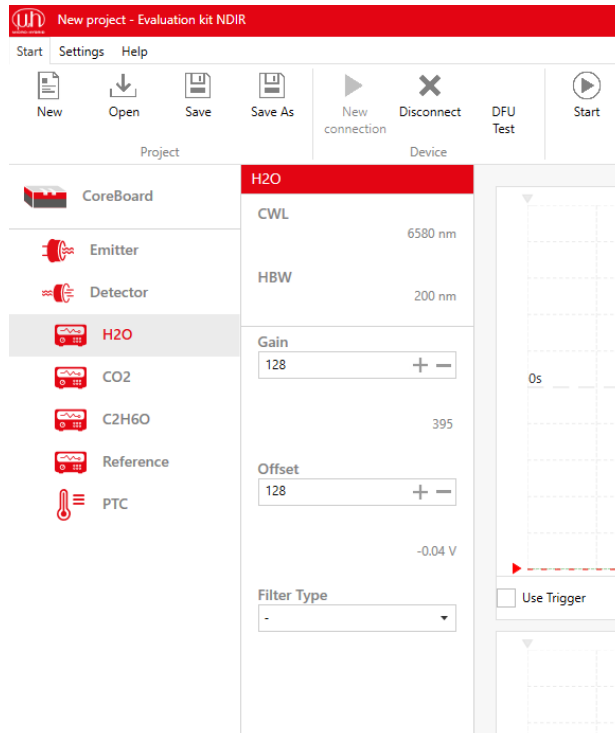 New project - Evaluation kit NDIR
Start Settings Help
New Open Save Save As New connection Disconnect DFU Test Start
Project Device
CoreBoard
Emitter
Detector
H2O
CO2
C2H6O
Reference
PTC
H2O
CWL
6580 nm
HBW
200 nm
Gain
128
395
Offset
128
-0.04 V
Filter Type
-
0s
Use Trigger